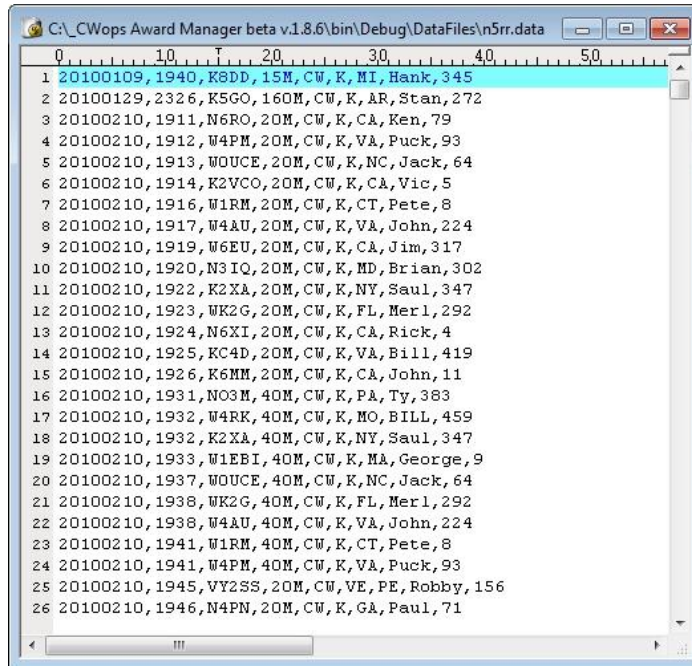 C:\_CWops Award Manager beta v.1.8.6\bin\Debug\DataFiles\n5rr.data
0 10 20 30 40 50
1 20100109,1940,K8DD,15M,CW,K,MI,Hank,345
2 20100129,2326,K5GO,160M,CW,K,AR,Stan,272
3 20100210,1911,N6RO,20M,CW,K,CA,Ken,79
4 20100210,1912,W4PM,20M,CW,K,VA,Puck,93
5 20100210,1913,W0UCE,20M,CW,K,NC,Jack,64
6 20100210,1914,K2VCO,20M,CW,K,CA,Vic,5
7 20100210,1916,W1RM,20M,CW,K,CT,Pete,8
8 20100210,1917,W4AU,20M,CW,K,VA,John,224
9 20100210,1919,W6EU,20M,CW,K,CA,Jim,317
10 20100210,1920,N3IQ,20M,CW,K,MD,Brian,302
11 20100210,1922,K2XA,20M,CW,K,NY,Saul,347
12 20100210,1923,WK2G,20M,CW,K,FL,Merl,292
13 20100210,1924,N6XI,20M,CW,K,CA,Rick,4
14 20100210,1925,KC4D,20M,CW,K,VA,Bill,419
15 20100210,1926,K6MM,20M,CW,K,CA,John,11
16 20100210,1931,NO3M,40M,CW,K,PA,Ty,383
17 20100210,1932,W4RK,40M,CW,K,MO,BILL,459
18 20100210,1932,K2XA,40M,CW,K,NY,Saul,347
19 20100210,1933,W1EBI,40M,CW,K,MA,George,9
20 20100210,1937,W0UCE,40M,CW,K,NC,Jack,64
21 20100210,1938,WK2G,40M,CW,K,FL,Merl,292
22 20100210,1938,W4AU,40M,CW,K,VA,John,224
23 20100210,1941,W1RM,40M,CW,K,CT,Pete,8
24 20100210,1941,W4PM,40M,CW,K,VA,Puck,93
25 20100210,1945,VY2SS,20M,CW,VE,PE,Robby,156
26 20100210,1946,N4PN,20M,CW,K,GA,Paul,71